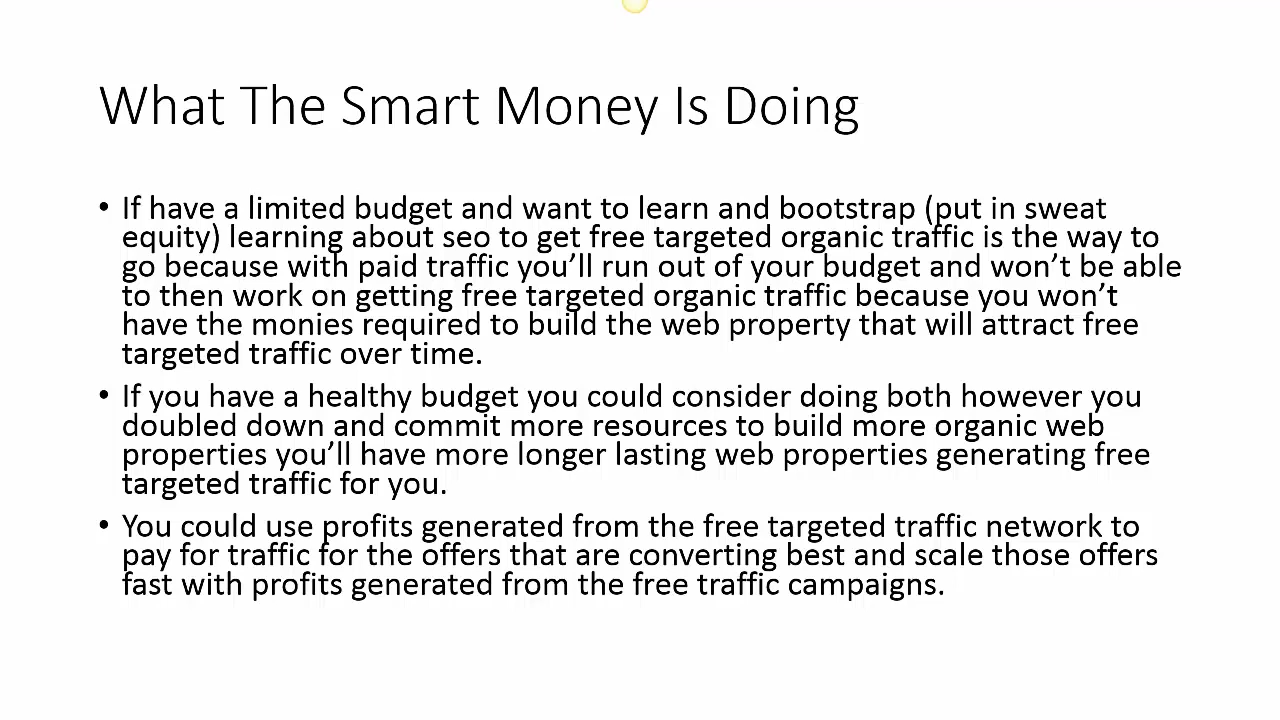 What The Smart Money Is Doing
• If have a limited budget and want to learn and bootstrap (put in sweat
equity) learning about seo to get free targeted organic traffic is the way to
go because with paid traffic you’ll run out of your budget and won’t be able
to then work on getting free targeted organic traffic because you won’t
have the monies required to build the web property that will attract free
targeted traffic over time.
• If you have a healthy budget you could consider doing both however you
doubled down and commit more resources to build more organic web
properties you’ll have more longer lasting web properties generating free
targeted traffic for you.
• You could use profits generated from the free targeted traffic network to
pay for traffic for the offers that are converting best and scale those offers
fast with profits generated from the free traffic campaigns.